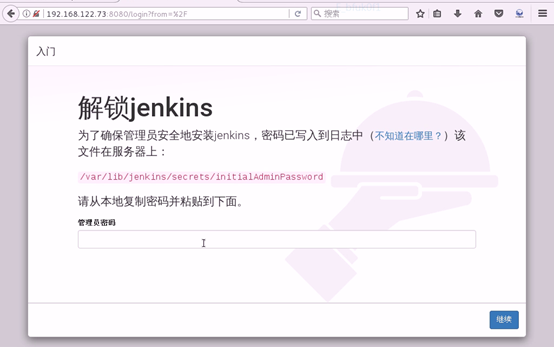 192.168.122.73:8080/login?from=%2F
搜索
入门
解锁jenkins
为了确保管理员安全地安装jenkins，密码已写入到日志中（不知道在哪里？）该
文件在服务器上：
/var/lib/jenkins/secrets/initialAdminPassword
请从本地复制密码并粘贴到下面。
管理员密码
继续